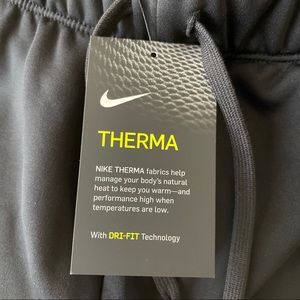 THERMA
NIKE THERMA fabrics help
manage your body's natural
heat to keep you warm—and
performance high when
temperatures are low.
With DRI-FIT Technology